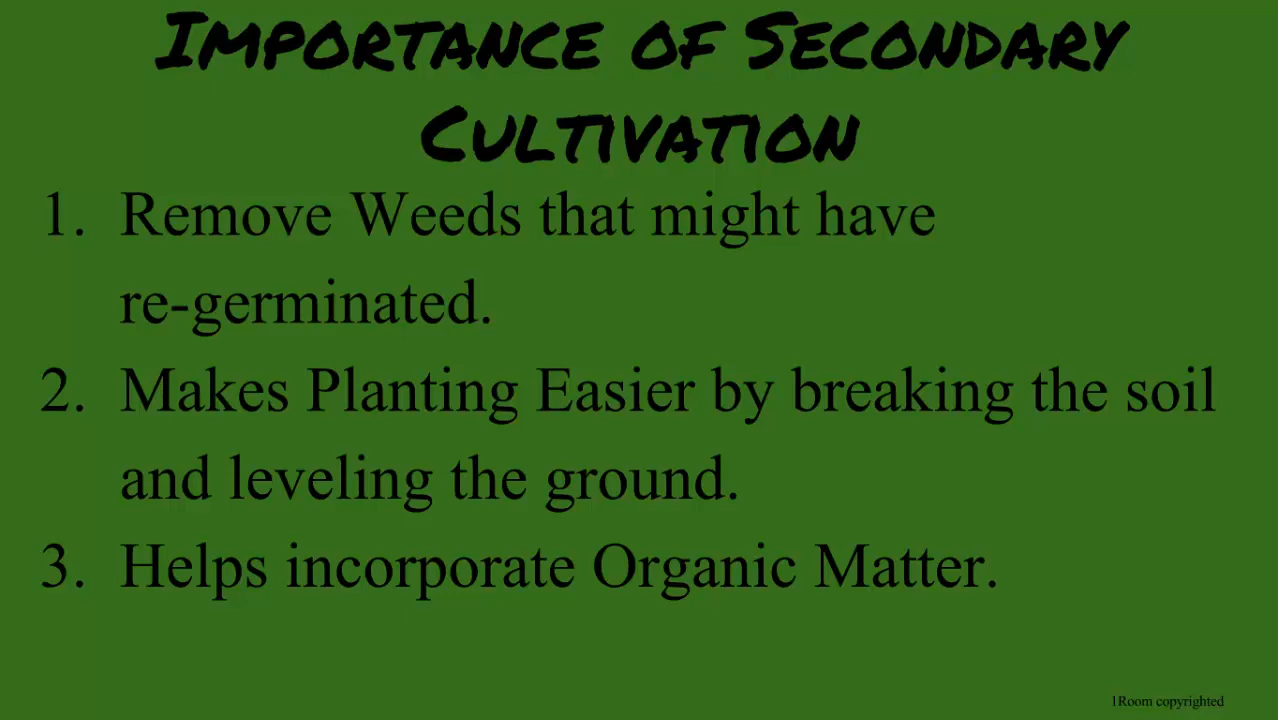 Importance of Secondary
Cultivation
1. Remove Weeds that might have
re-germinated.
2. Makes Planting Easier by breaking the soil
and leveling the ground.
3. Helps incorporate Organic Matter.
1Room copyrighted